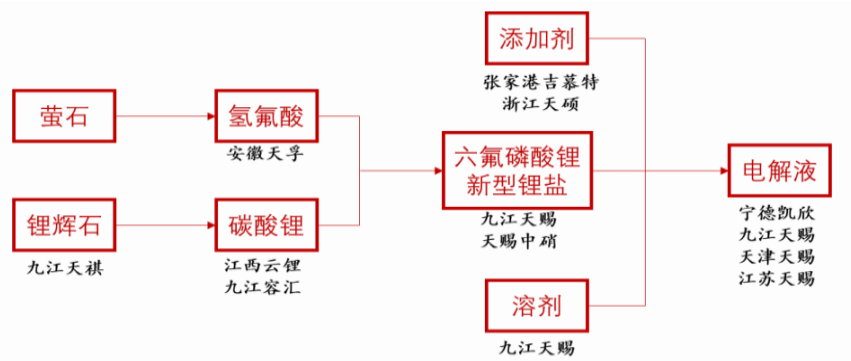 添加剂
张家港吉慕特
浙江天硕
萤石
氢氟酸
安徽天孚
六氟磷酸锂
新型锂盐
九江天赐
天赐中硝
电解液
宁德凯欣
九江天赐
天津天赐
江苏天赐
锂辉石
九江天祺
碳酸锂
江西云锂
九江容汇
溶剂
九江天赐